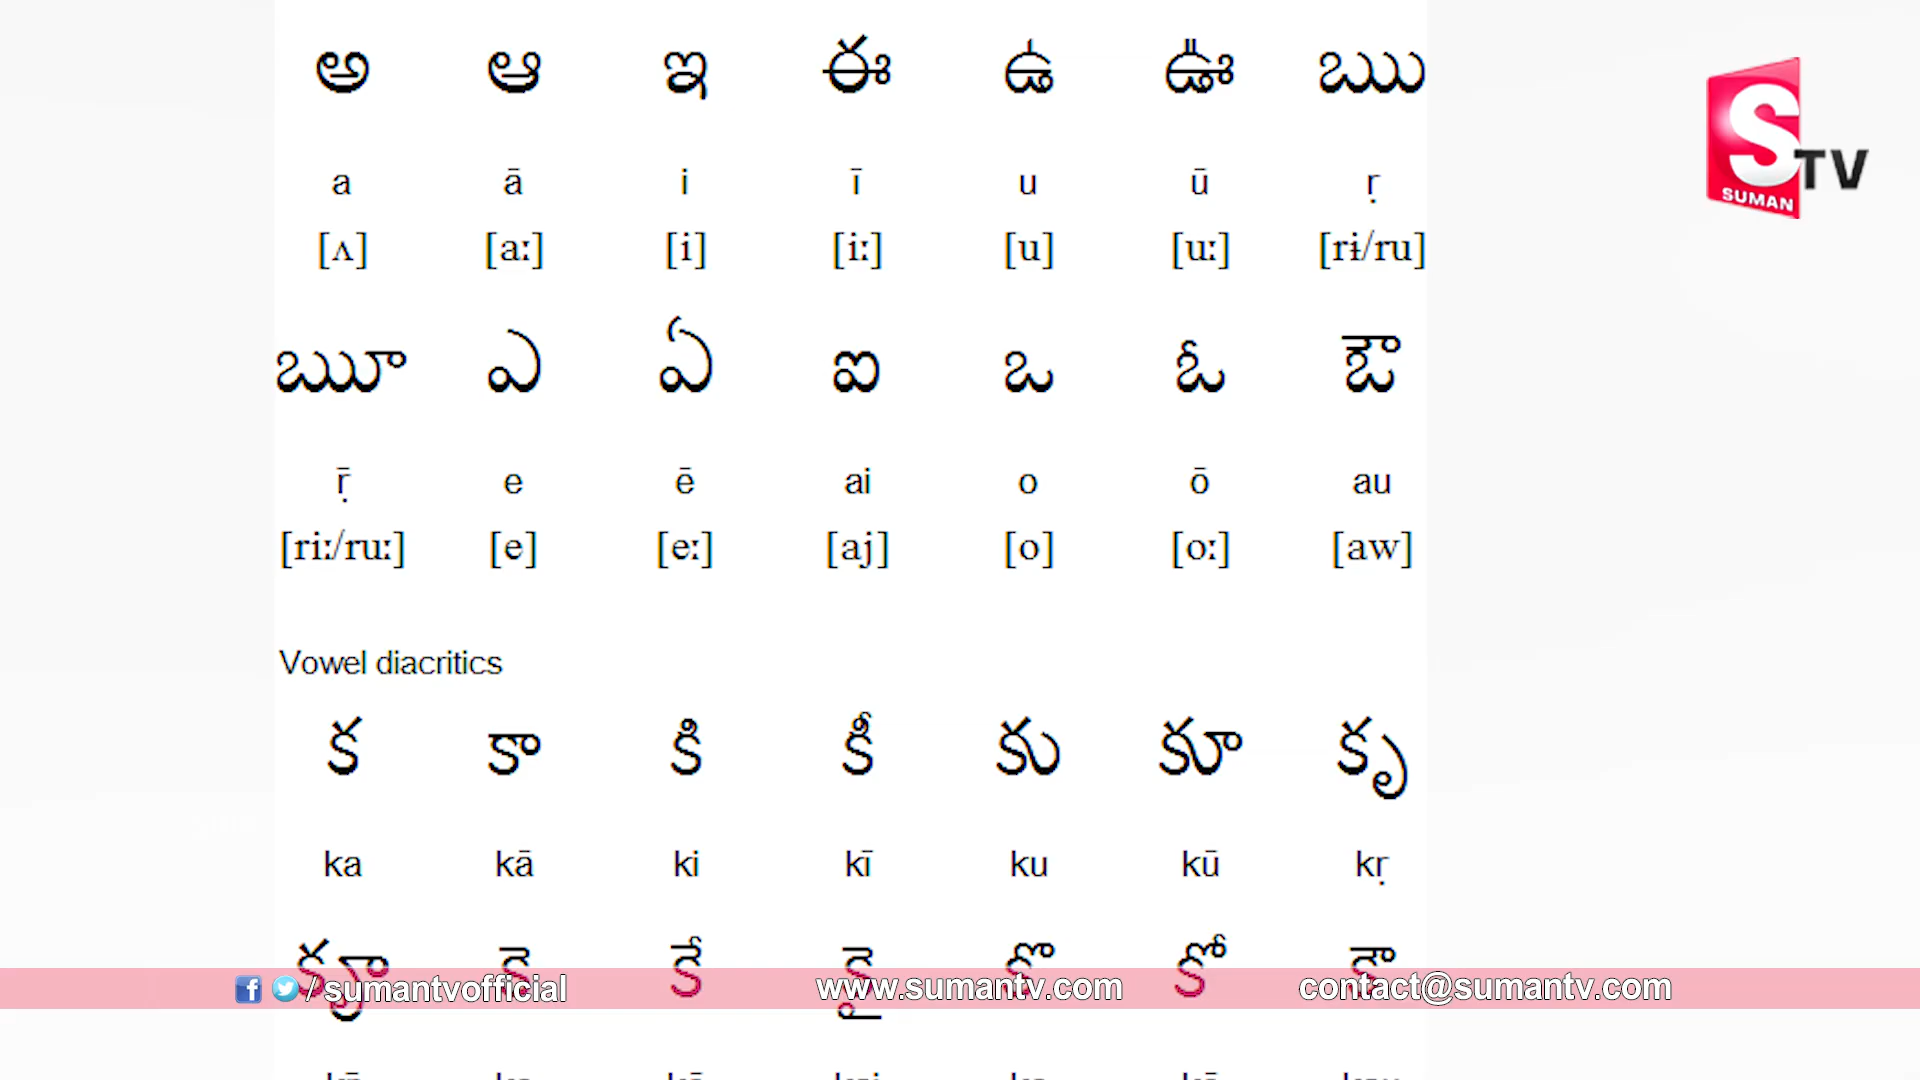 అ ఆ ఇ ఈ ఉ ఊ ఋ
a ā i ī u ū ṛ
[ʌ] [aː] [i] [iː] [u] [uː] [rɨ/ru]
ౠ ఎ ఏ ఐ ఒ ఓ ఔ
ṝ e ē ai o ō au
[riː/ruː] [e] [eː] [aj] [o] [oː] [aw]
Vowel diacritics
క కా కి కీ కు కూ కృ
ka kā ki kī ku kū kṛ
కౄ కె కే కై కొ కో కౌ
S TV
SUMAN
/ sumantvofficial www.sumantv.com contact@sumantv.com